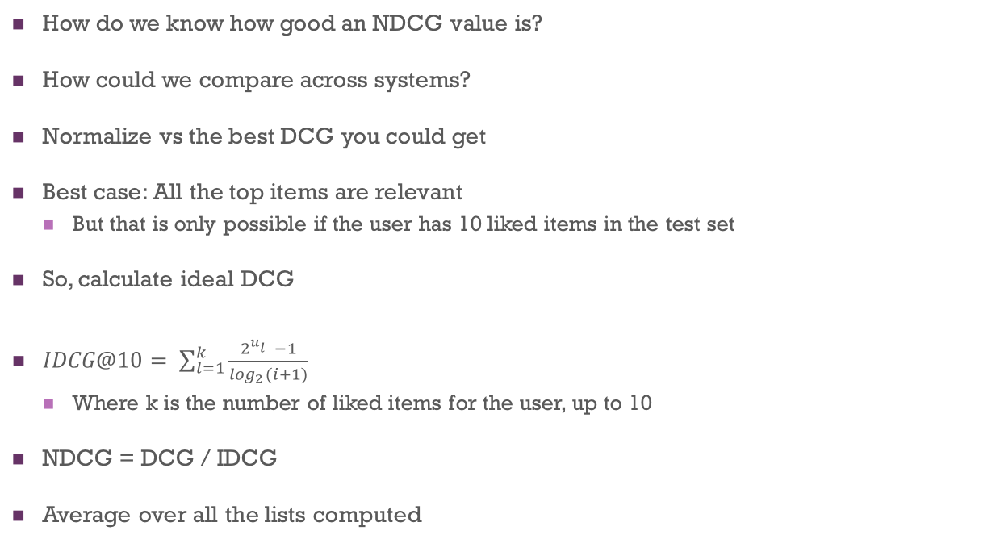 How do we know how good an NDCG value is?
How could we compare across systems?
Normalize vs the best DCG you could get
Best case: All the top items are relevant
But that is only possible if the user has 10 liked items in the test set
So, calculate ideal DCG
IDCG@10 = ∑_{l=1}^{k} \frac{2^{u_l} - 1}{log_2(i+1)}
Where k is the number of liked items for the user, up to 10
NDCG = DCG / IDCG
Average over all the lists computed